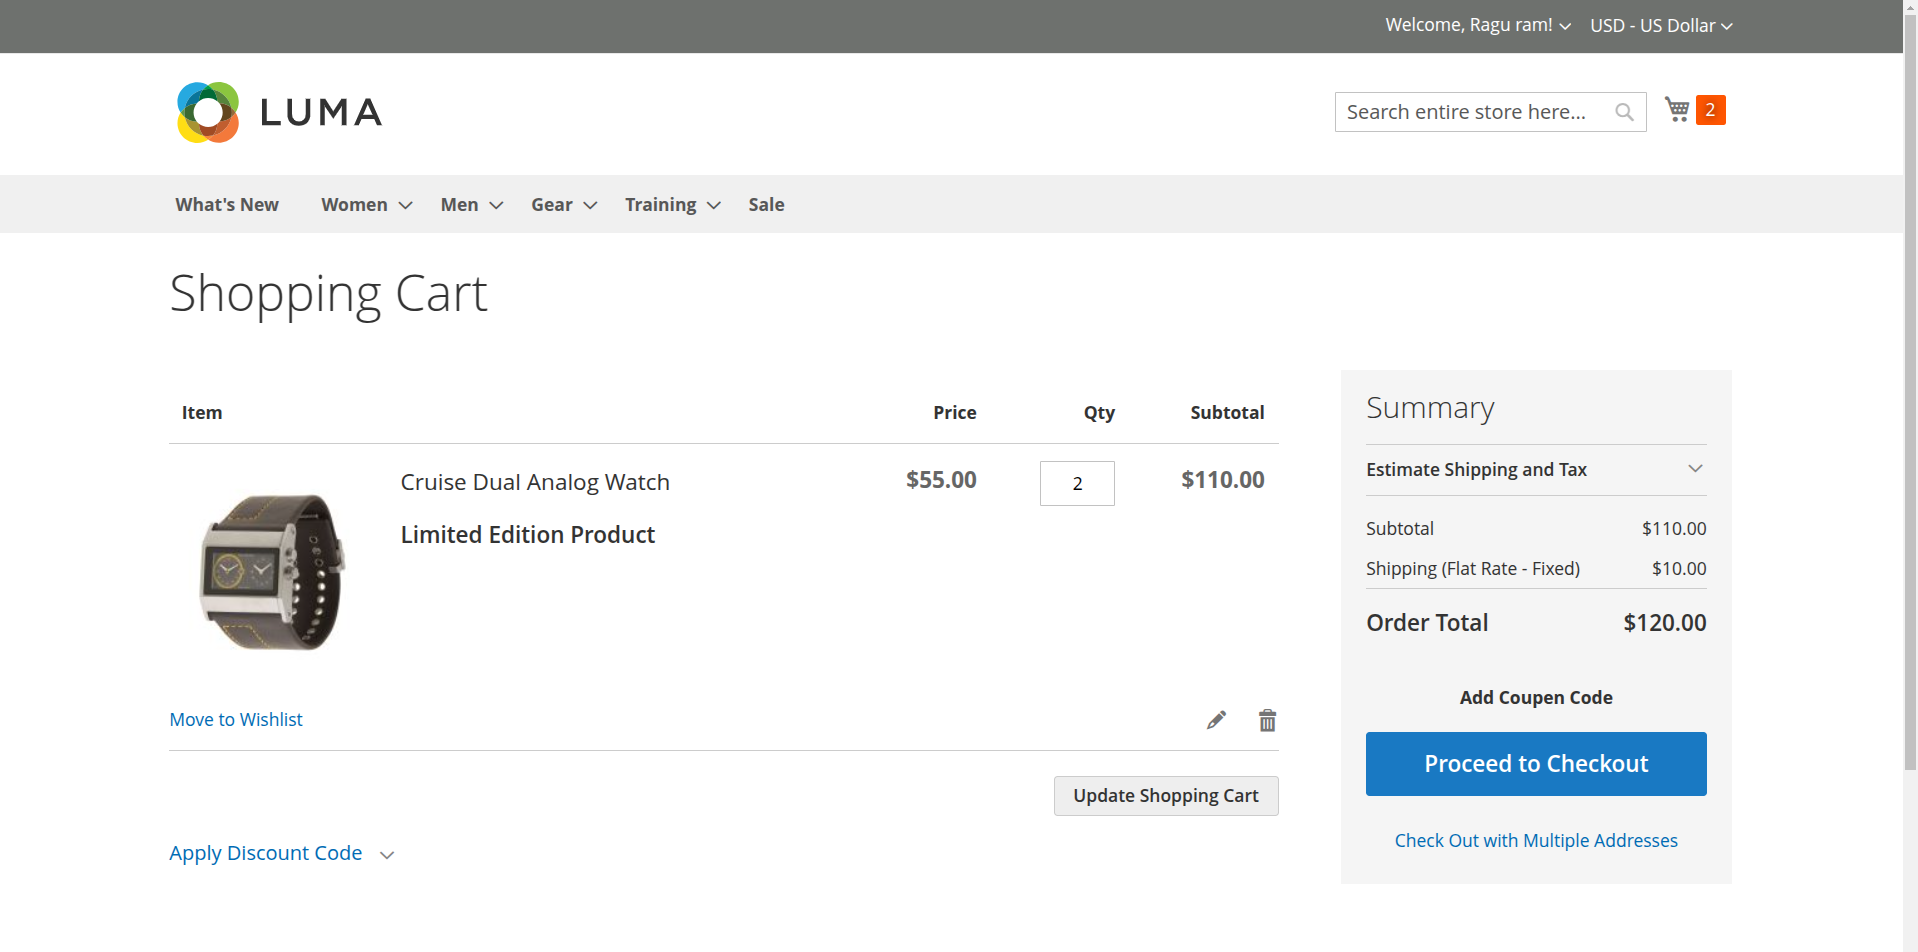 Welcome, Ragu ram! USD - US Dollar
LUMA
Search entire store here... 2
What's New Women Men Gear Training Sale
Shopping Cart
Item Price Qty Subtotal
Cruise Dual Analog Watch $55.00 2 $110.00
Limited Edition Product
Move to Wishlist
Update Shopping Cart
Apply Discount Code
Summary
Estimate Shipping and Tax
Subtotal $110.00
Shipping (Flat Rate - Fixed) $10.00
Order Total $120.00
Add Coupen Code
Proceed to Checkout
Check Out with Multiple Addresses